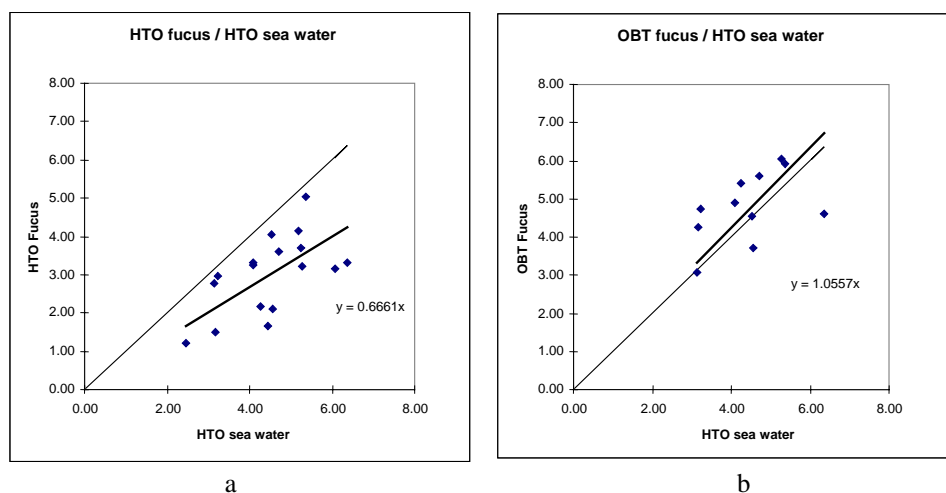 HTO fucus / HTO sea water
8.00
7.00
6.00
5.00
4.00
3.00
2.00
1.00
0.00
HTO Fucus
y = 0.6661x
0.00 2.00 4.00 6.00 8.00
HTO sea water
a
OBT fucus / HTO sea water
8.00
7.00
6.00
5.00
4.00
3.00
2.00
1.00
0.00
OBT Fucus
y = 1.0557x
0.00 2.00 4.00 6.00 8.00
HTO sea water
b